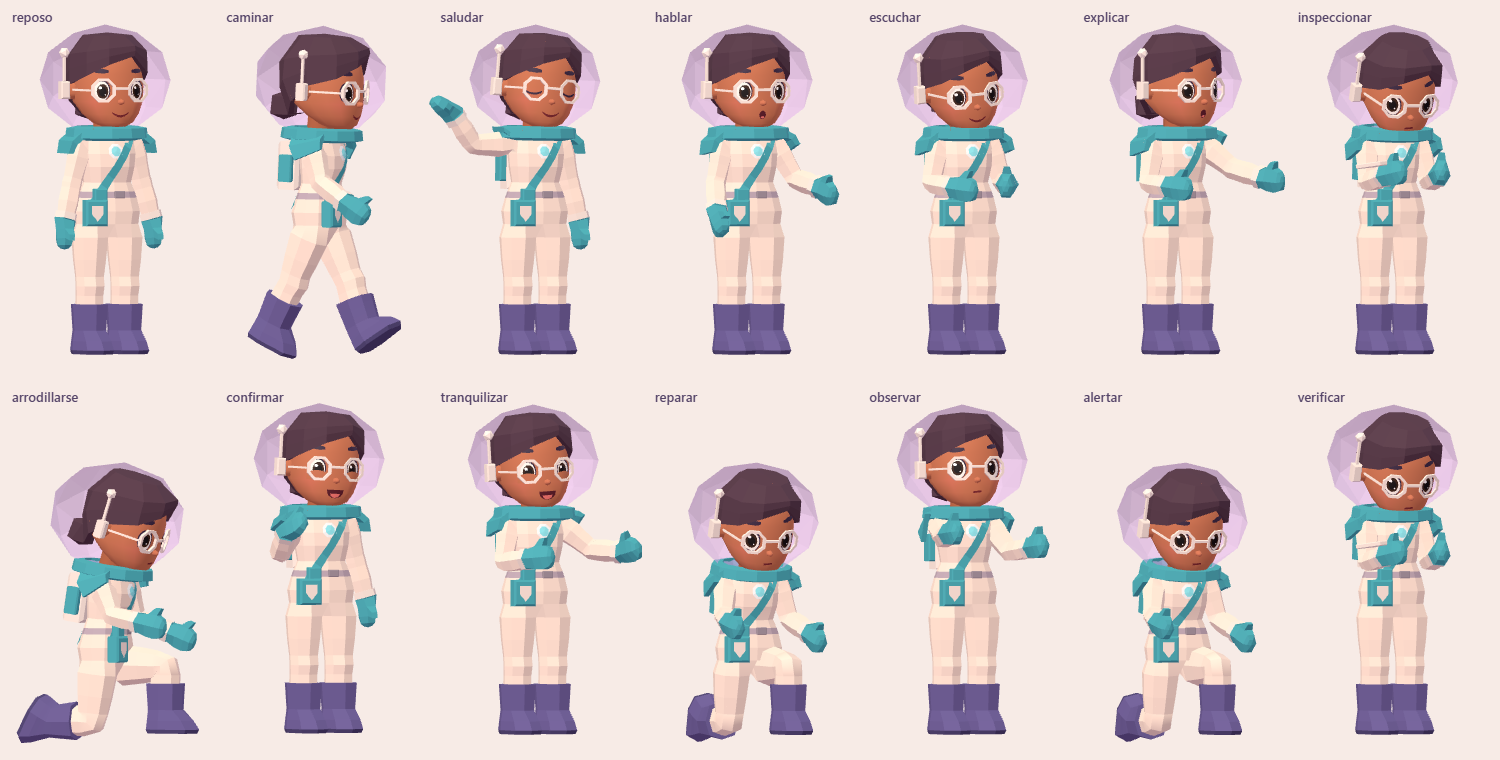 reposo
caminar
saludar
hablar
escuchar
explicar
inspeccionar
arrodillarse
confirmar
tranquilizar
reparar
observar
alertar
verificar